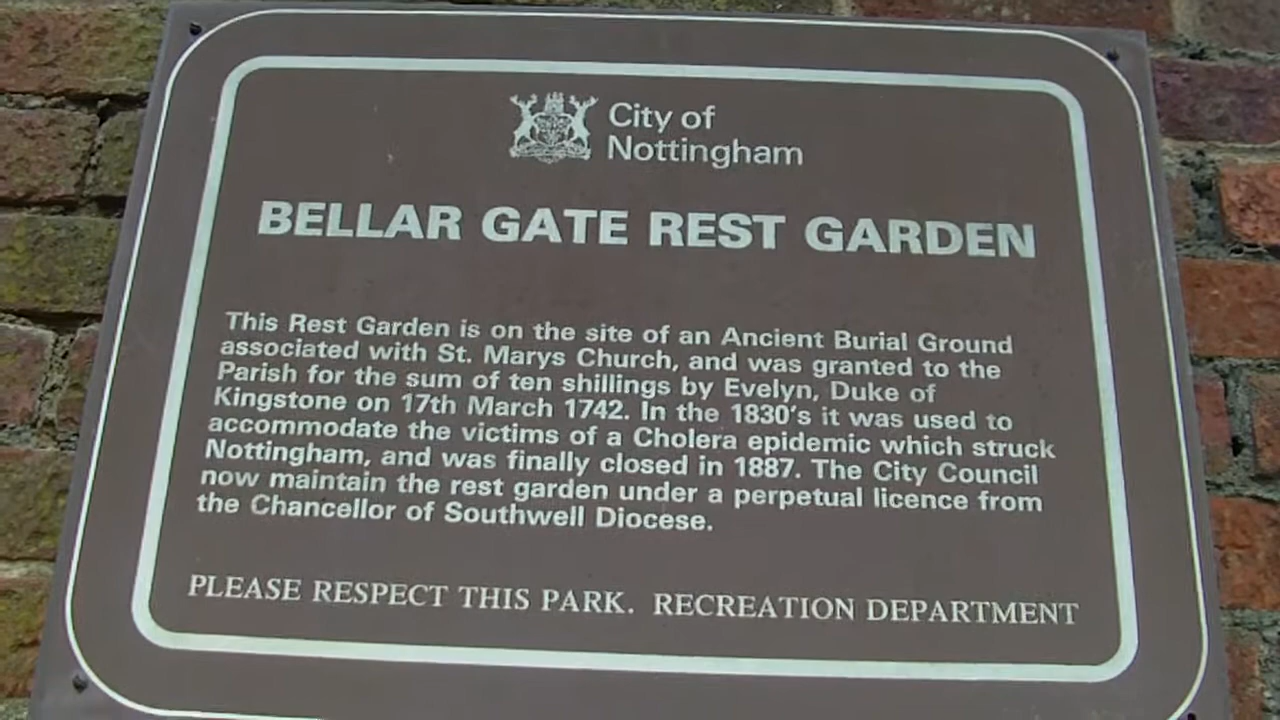 City of
Nottingham
BELLAR GATE REST GARDEN
This Rest Garden is on the site of an Ancient Burial Ground
associated with St. Marys Church, and was granted to the
Parish for the sum of ten shillings by Evelyn, Duke of
Kingstone on 17th March 1742. In the 1830's it was used to
accommodate the victims of a Cholera epidemic which struck
Nottingham, and was finally closed in 1887. The City Council
now maintain the rest garden under a perpetual licence from
the Chancellor of Southwell Diocese.
PLEASE RESPECT THIS PARK. RECREATION DEPARTMENT